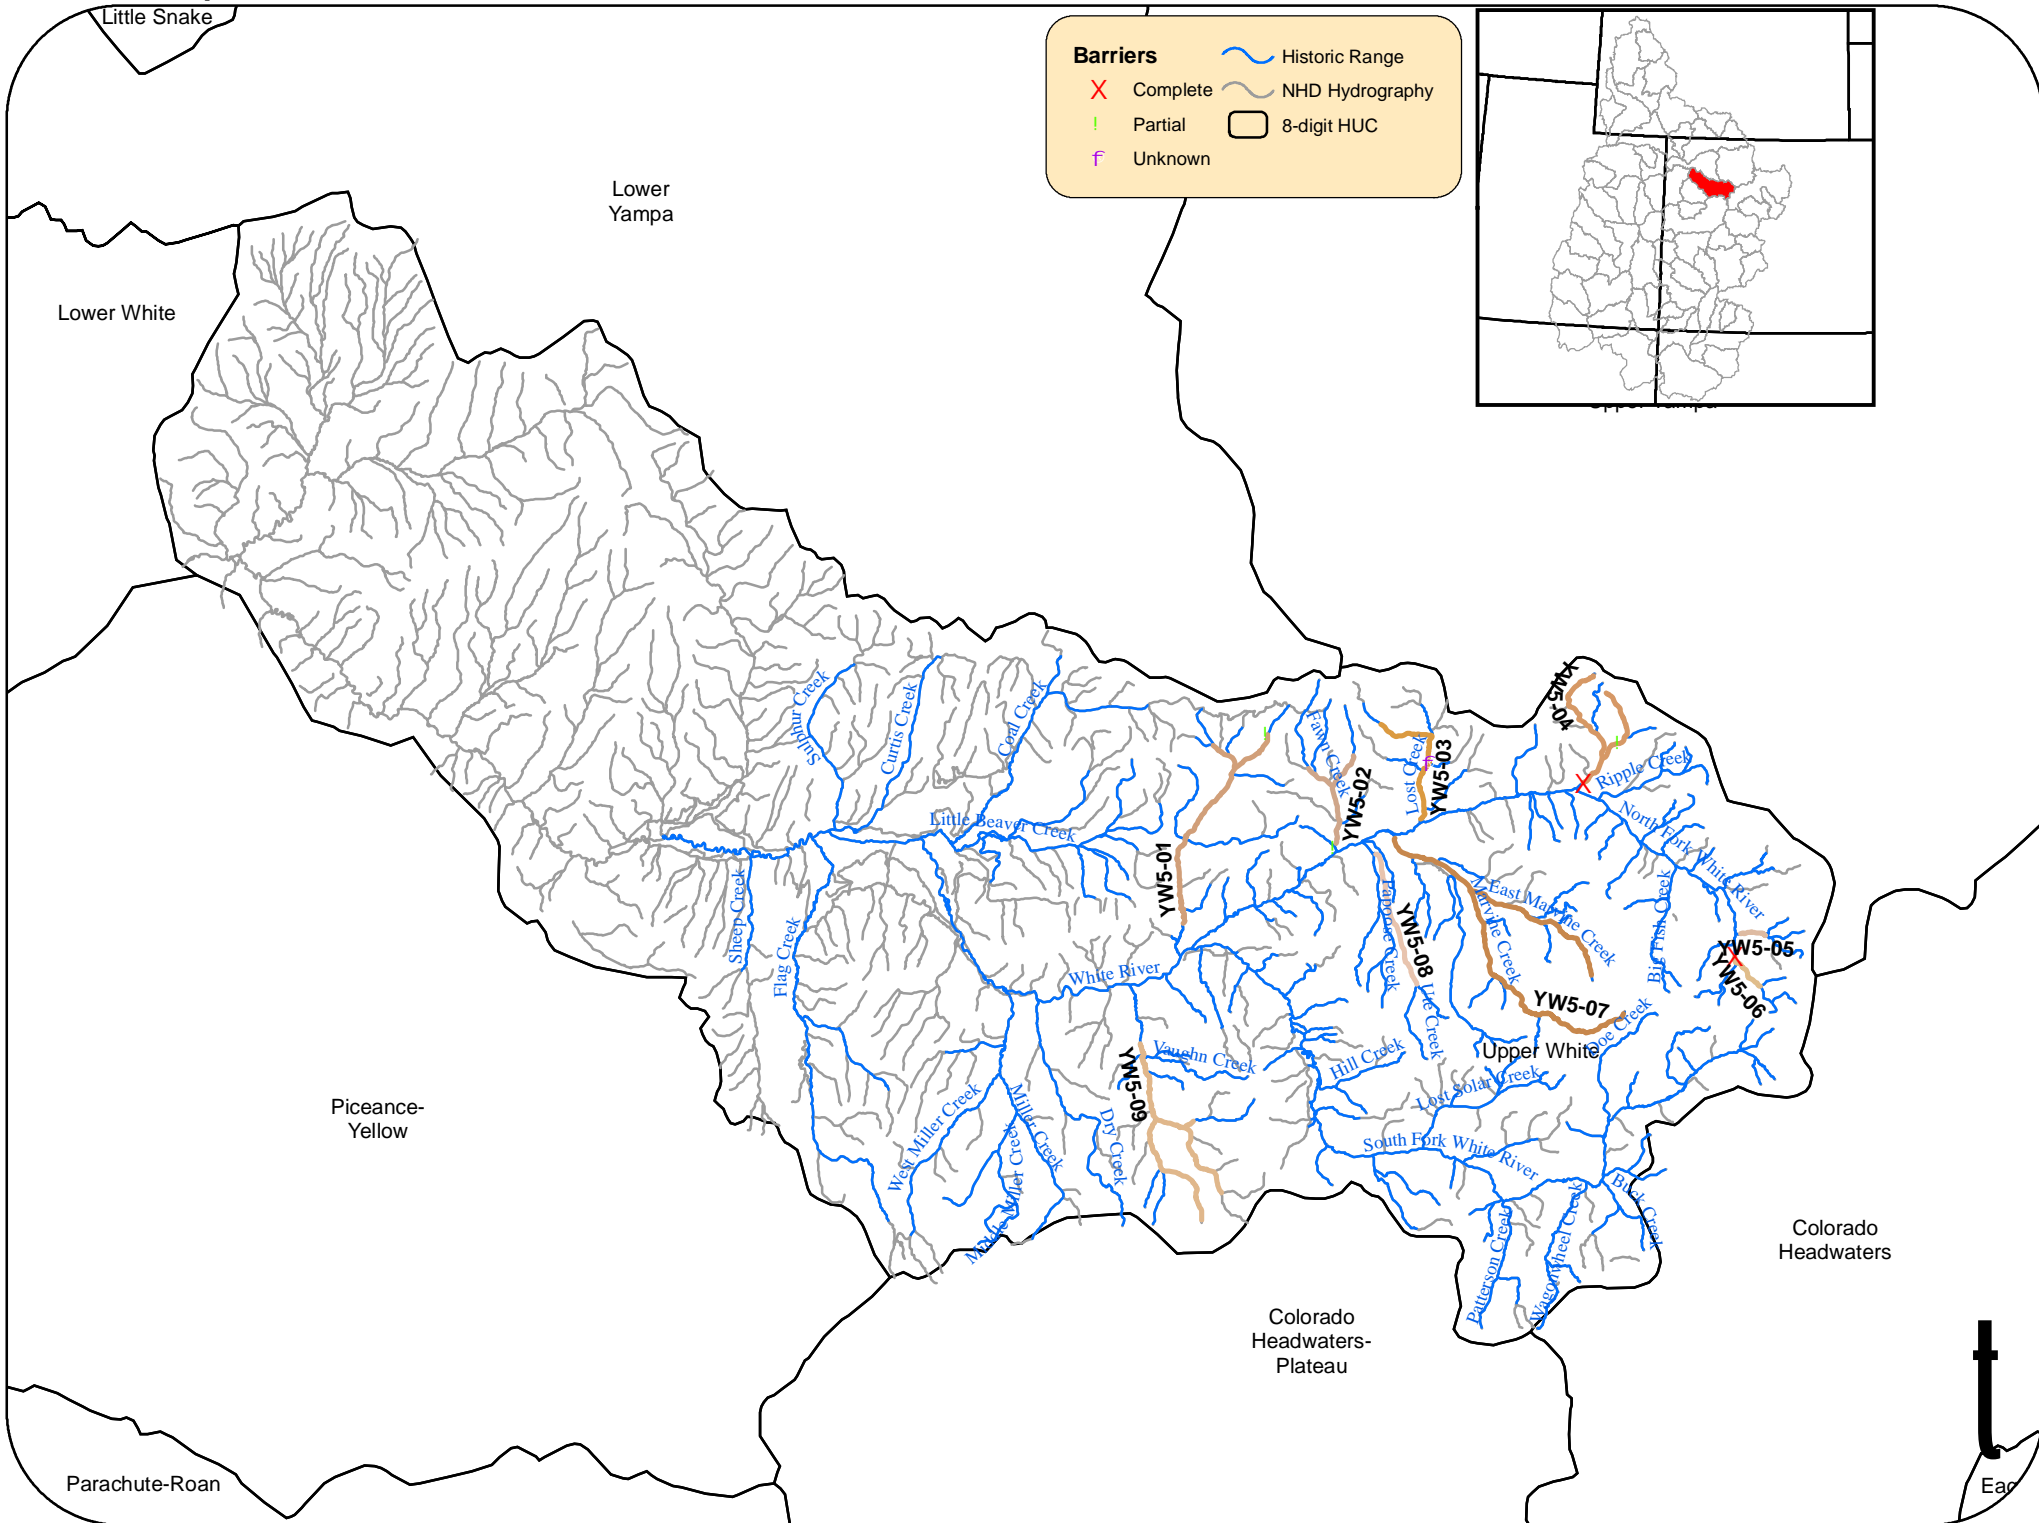 Little Snake
Barriers
X Complete
! Partial
f Unknown
Historic Range
NHD Hydrography
8-digit HUC
Lower
Yampa
Lower White
Sulphur Creek
Curtis Creek
Coal Creek
Little Beaver Creek
Fawn Creek
Lost Creek
Ripple Creek
North Fork White River
YW5-01
YW5-02
YW5-03
YW5-04
YW5-05
YW5-06
YW5-07
YW5-08
YW5-09
Sheep Creek
Flag Creek
White River
Papoose Creek
Ute Creek
Marvine Creek
East Marvine Creek
Big Fish Creek
Doe Creek
Upper White
Vaughn Creek
Hill Creek
Lost Solar Creek
South Fork White River
West Miller Creek
Miller Creek
Middle Miller Creek
Dry Creek
Buck Creek
Patterson Creek
Wagonwheel Creek
Piceance-
Yellow
Colorado
Headwaters
Colorado
Headwaters-
Plateau
Parachute-Roan
Eag